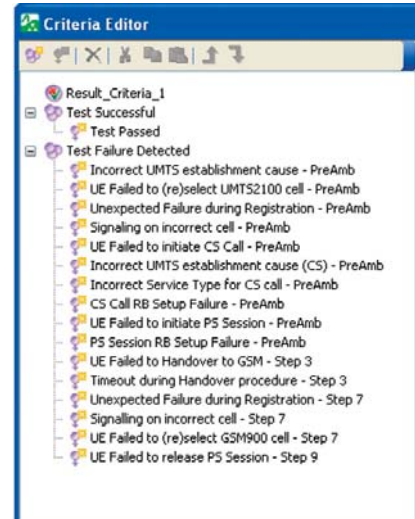 Criteria Editor
Result_Criteria_1
Test Successful
Test Passed
Test Failure Detected
Incorrect UMTS establishment cause - PreAmb
UE Failed to (re)select UMTS2100 cell - PreAmb
Unexpected Failure during Registration - PreAmb
Signaling on incorrect cell - PreAmb
UE Failed to initiate CS Call - PreAmb
Incorrect UMTS establishment cause (CS) - PreAmb
Incorrect Service Type for CS call - PreAmb
CS Call RB Setup Failure - PreAmb
UE Failed to initiate PS Session - PreAmb
PS Session RB Setup Failure - PreAmb
UE Failed to Handover to GSM - Step 3
Timeout during Handover procedure - Step 3
Unexpected Failure during Registration - Step 7
Signalling on incorrect cell - Step 7
UE Failed to (re)select GSM900 cell - Step 7
UE Failed to release PS Session - Step 9